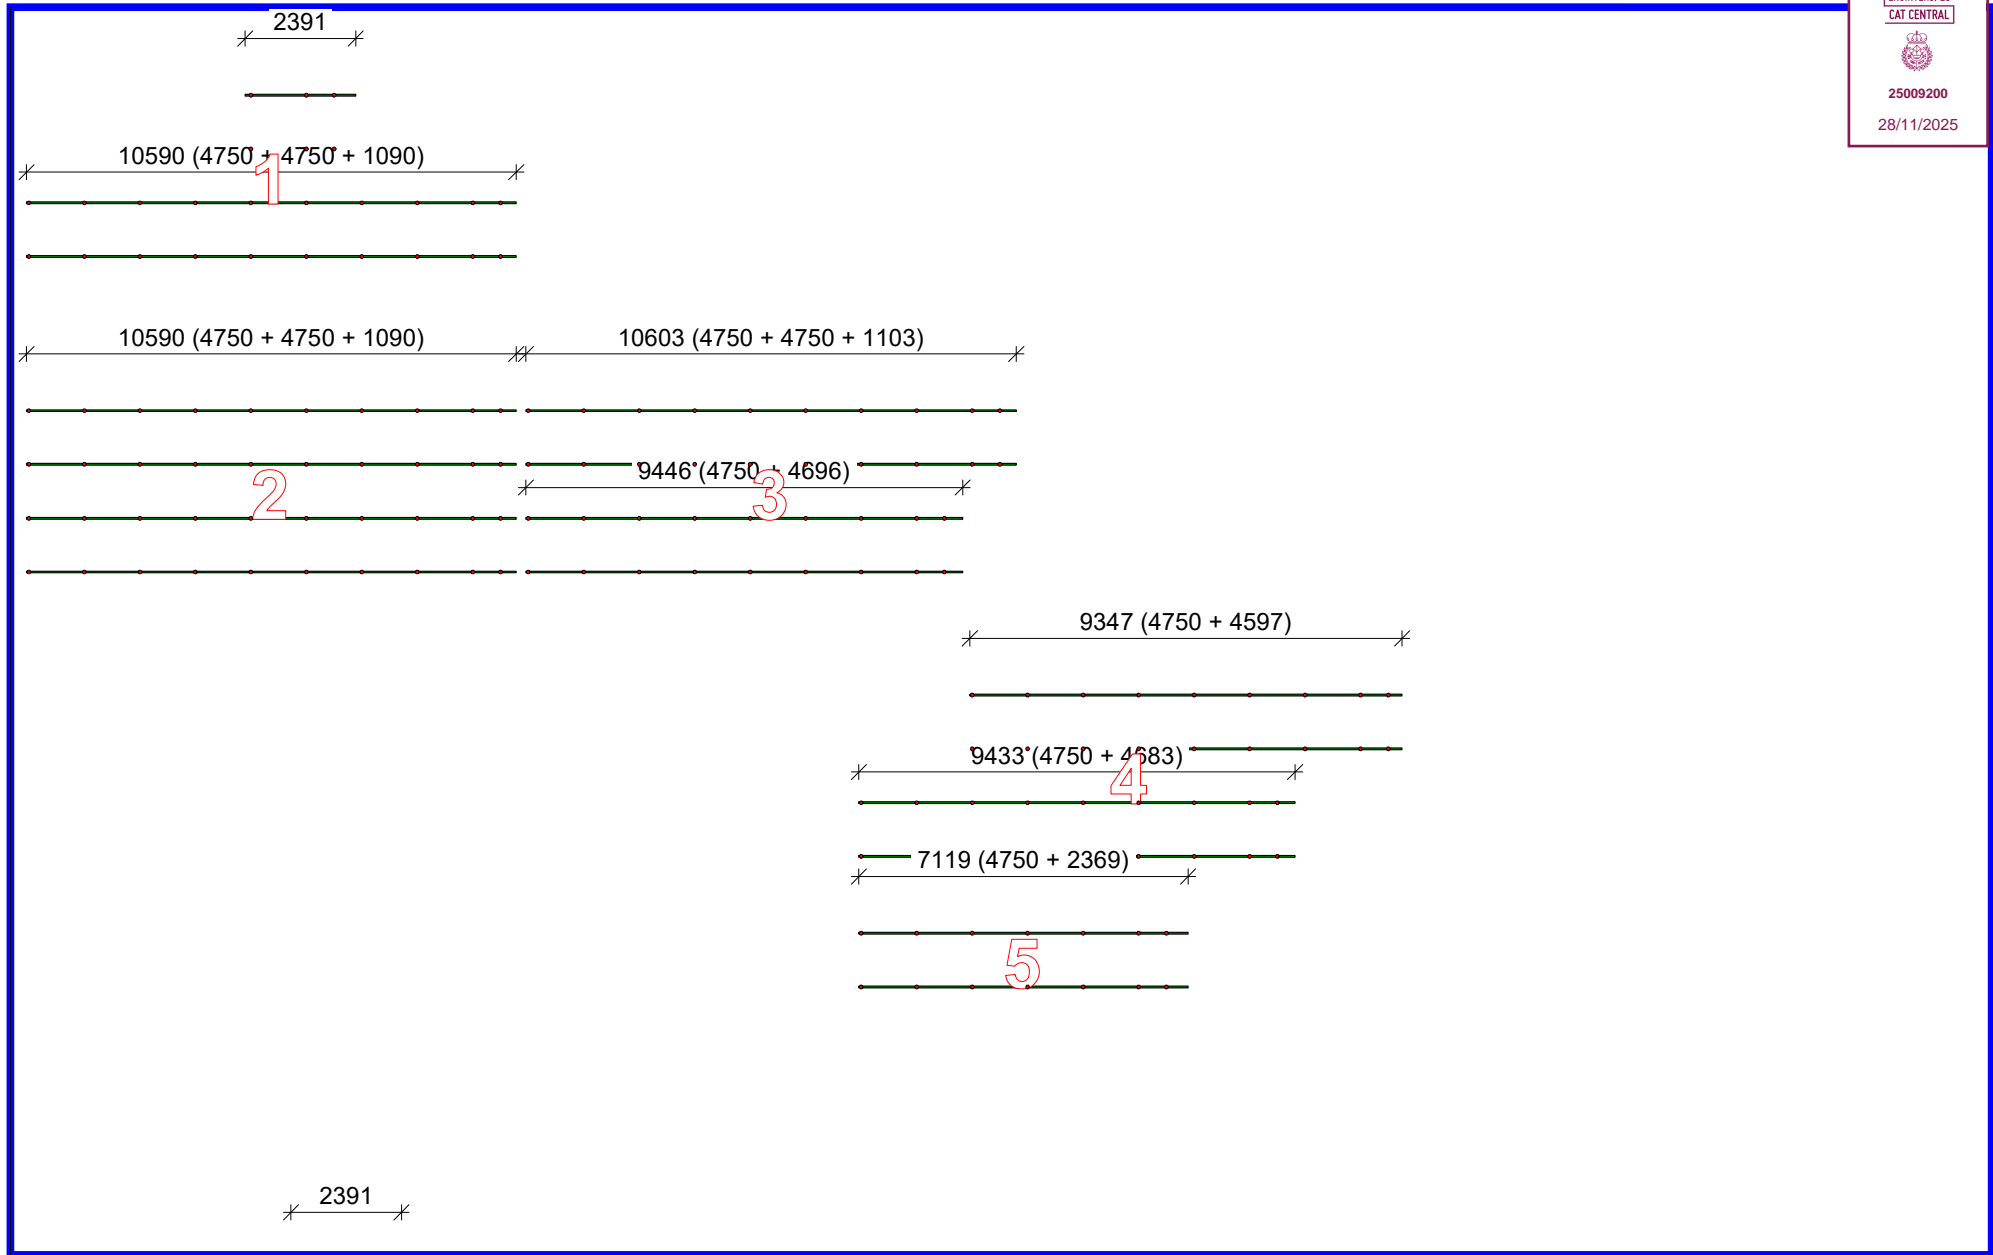 2391
CAT CENTRAL
25009200
28/11/2025
10590 (4750 + 4750 + 1090)
1
10590 (4750 + 4750 + 1090)
10603 (4750 + 4750 + 1103)
9446 (4750 + 4696)
2
3
9347 (4750 + 4597)
9433 (4750 + 4683)
4
7119 (4750 + 2369)
5
2391